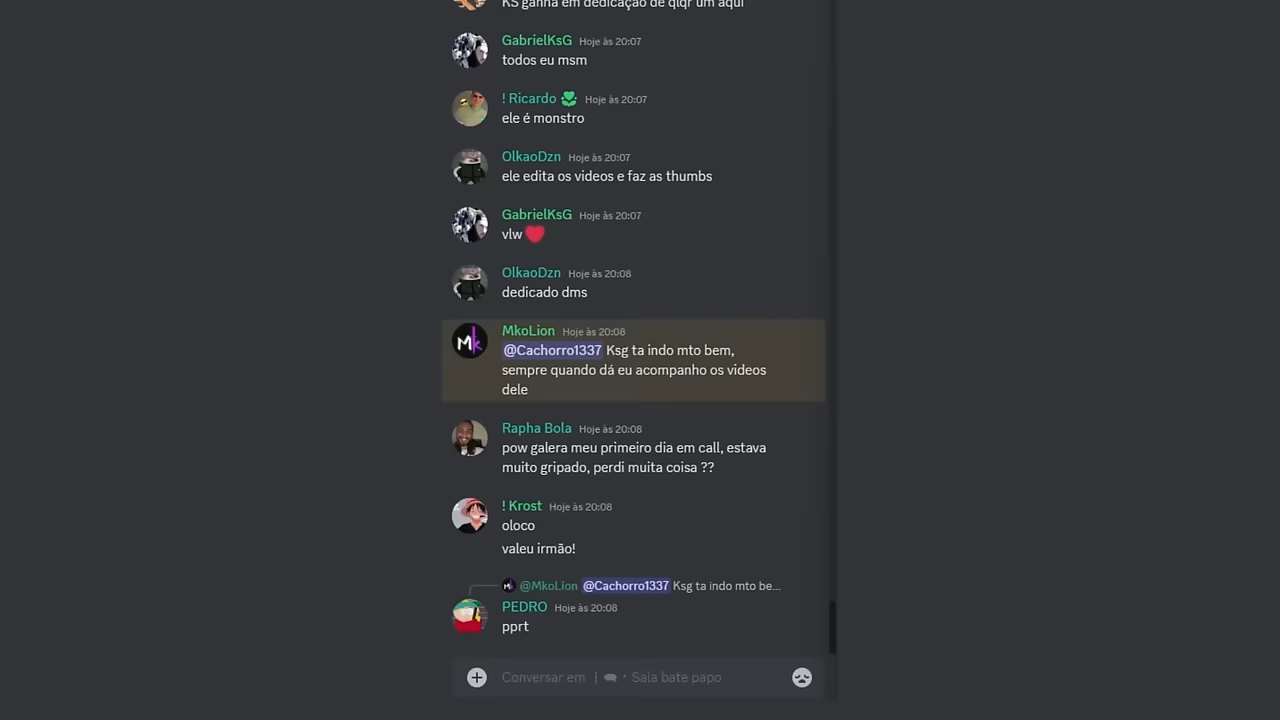 KS ganha em dedicação de qlqr um aqui
GabrielKsG Hoje às 20:07
todos eu msm
! Ricardo Hoje às 20:07
ele é monstro
OlkaoDzn Hoje às 20:07
ele edita os videos e faz as thumbs
GabrielKsG Hoje às 20:07
vlw
OlkaoDzn Hoje às 20:08
dedicado dms
Mk
MkoLion Hoje às 20:08
@Cachorro1337 Ksg ta indo mto bem,
sempre quando dá eu acompanho os videos
dele
Rapha Bola Hoje às 20:08
pow galera meu primeiro dia em call, estava
muito gripado, perdi muita coisa ??
! Krost Hoje às 20:08
oloco
valeu irmão!
@MkoLion @Cachorro1337 Ksg ta indo mto be...
PEDRO Hoje às 20:08
pprt
Conversar em | • Sala bate papo